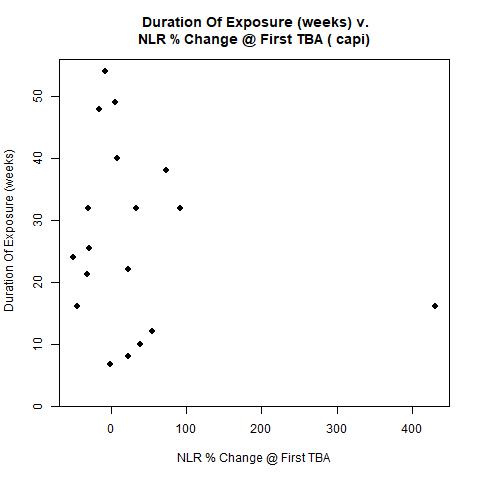 Duration Of Exposure (weeks) v.
NLR % Change @ First TBA ( capi)
Duration Of Exposure (weeks)
50
40
30
20
10
0
0 100 200 300 400
NLR % Change @ First TBA